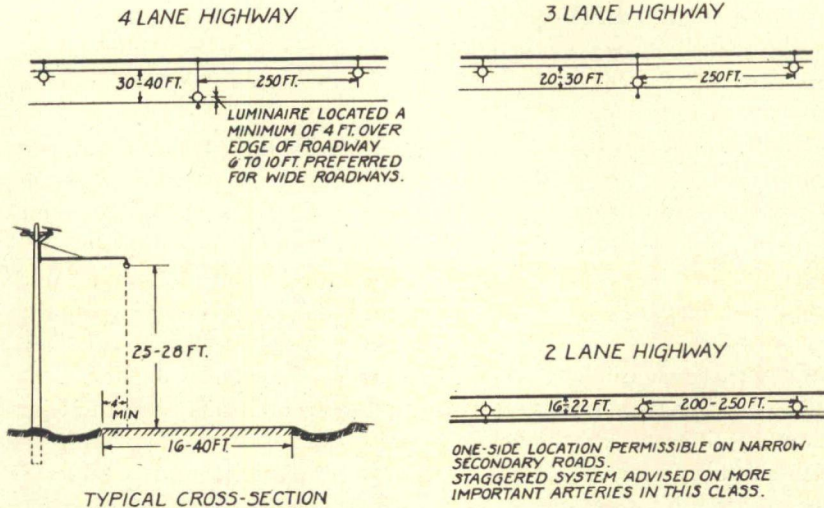 4 LANE HIGHWAY
30-40 FT.
250 FT.
LUMINAIRE LOCATED A
MINIMUM OF 4 FT. OVER
EDGE OF ROADWAY
6 TO 10 FT. PREFERRED
FOR WIDE ROADWAYS.
3 LANE HIGHWAY
20-30 FT.
250 FT.
25-28 FT.
4'
MIN
16-40 FT.
TYPICAL CROSS-SECTION
2 LANE HIGHWAY
16-22 FT.
200-250 FT.
ONE-SIDE LOCATION PERMISSIBLE ON NARROW
SECONDARY ROADS.
STAGGERED SYSTEM ADVISED ON MORE
IMPORTANT ARTERIES IN THIS CLASS.